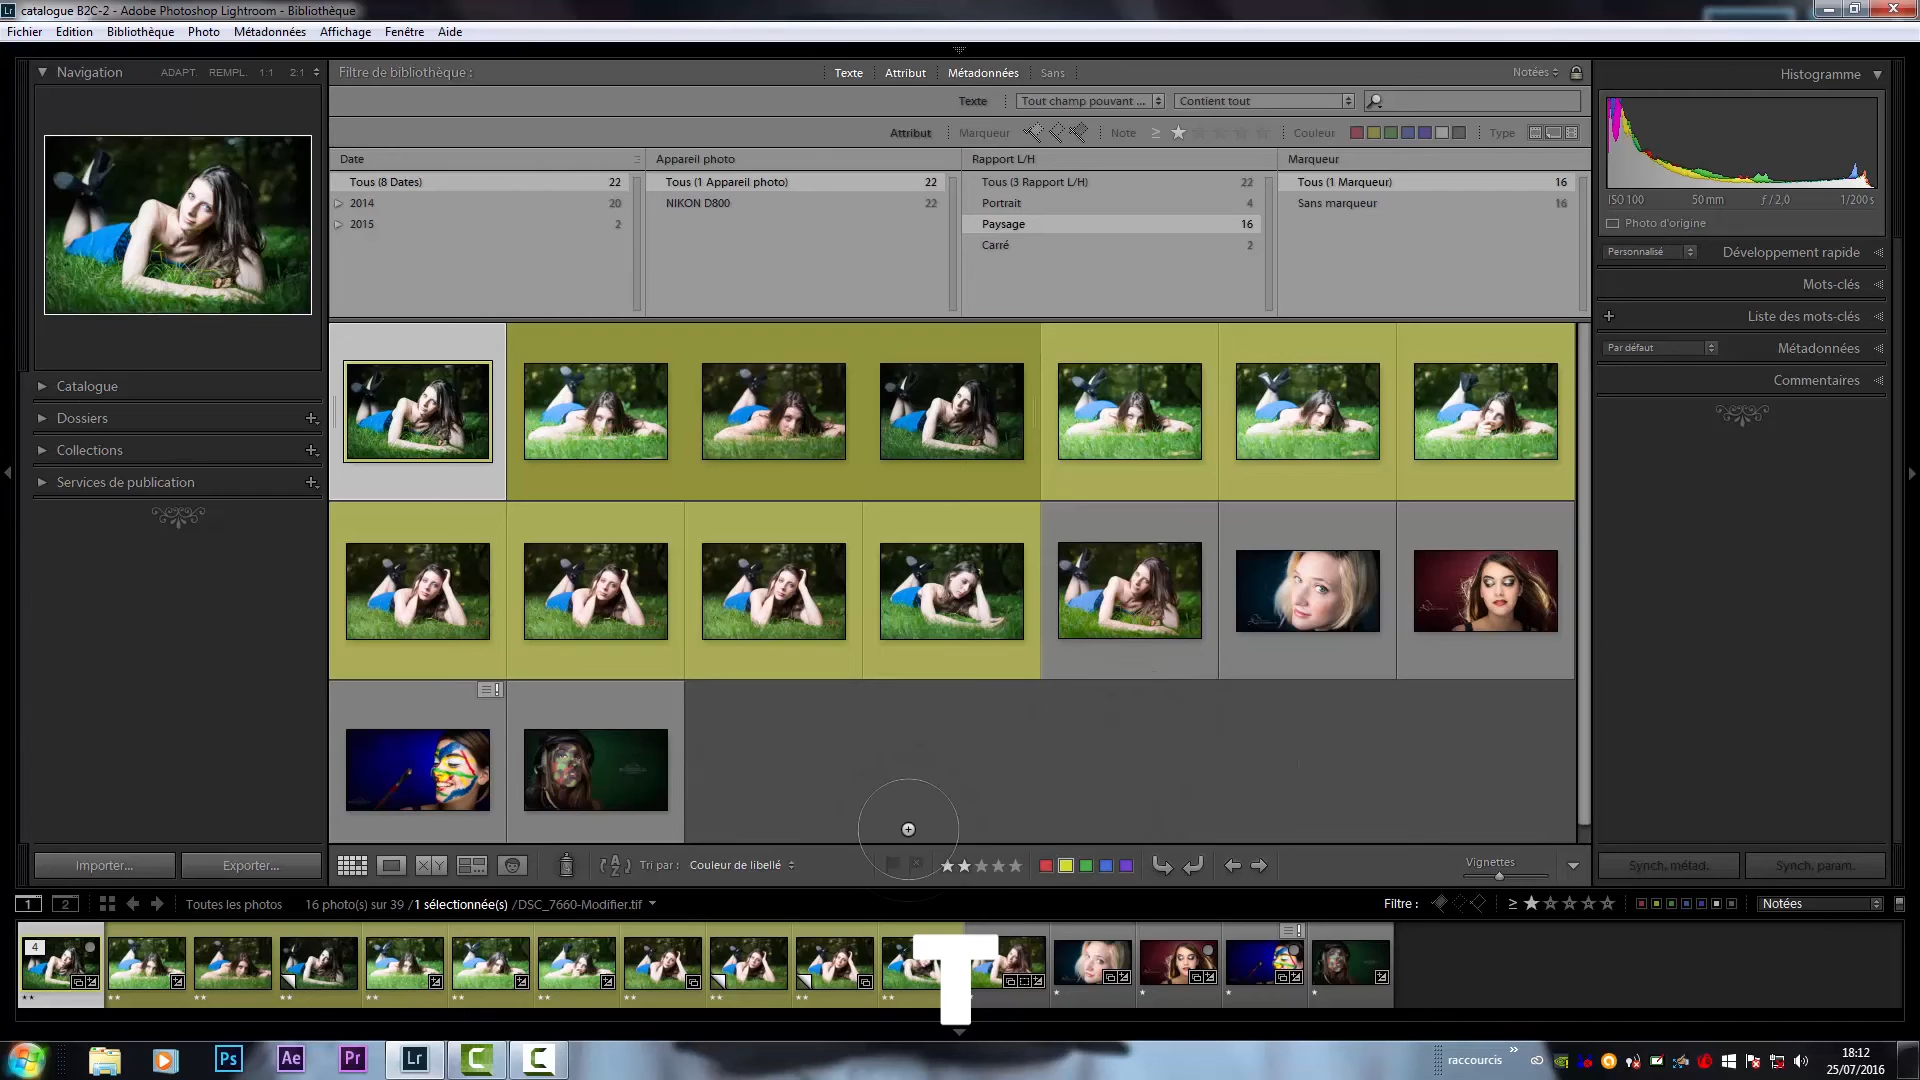 Lr catalogue B2C-2 - Adobe Photoshop Lightroom - Bibliothèque
Fichier Edition Bibliothèque Photo Métadonnées Affichage Fenêtre Aide
Navigation ADAPT. REMPL. 1:1 2:1
Filtre de bibliothèque : Texte Attribut Métadonnées Sans Notées
Histogramme
Texte Tout champ pouvant ... Contient tout
Attribut Marqueur Note ≥ Couleur Type
Date Appareil photo Rapport L/H Marqueur
Tous (8 Dates) 22 Tous (1 Appareil photo) 22 Tous (3 Rapport L/H) 22 Tous (1 Marqueur) 16
2014 20 NIKON D800 22 Portrait 4 Sans marqueur 16
2015 2 Paysage 16
Carré 2
ISO 100 50 mm ƒ / 2,0 1/200 s
Photo d'origine
Personnalisé Développement rapide
Mots-clés
Liste des mots-clés
Par défaut Métadonnées
Commentaires
Catalogue
Dossiers
Collections
Services de publication
Importer... Exporter...
XY Tri par : Couleur de libellé Vignettes
Synch. métad. Synch. param.
1 2 Toutes les photos 16 photo(s) sur 39 / 1 sélectionnée(s) / DSC_7660-Modifier.tif Filtre : ≥ Notées
4
T
Ps Ae Pr Lr C C
raccourcis »
18:12
25/07/2016